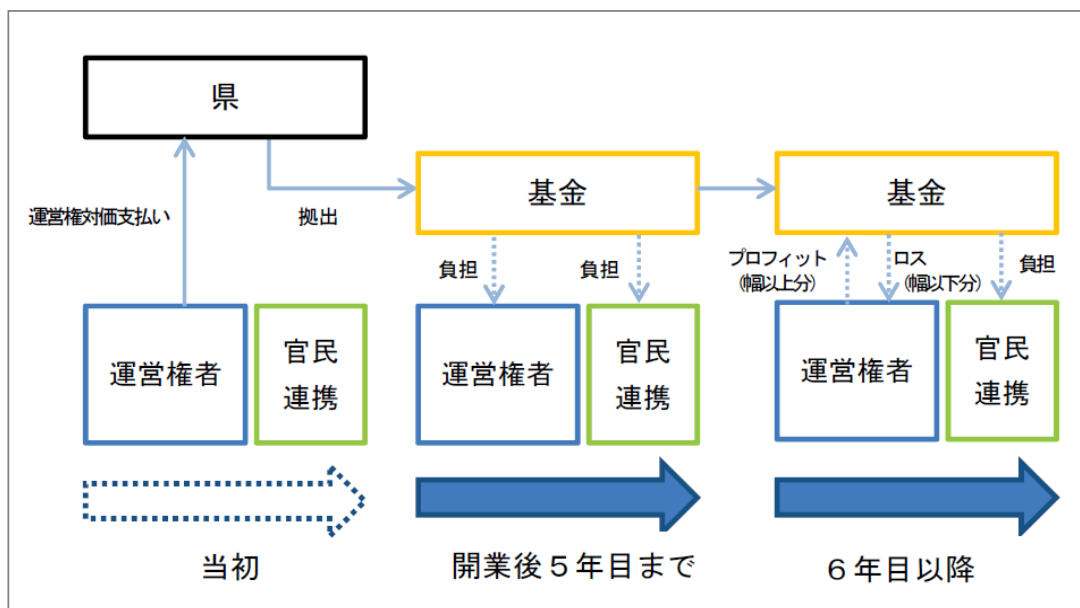 県
運営権対価支払い
拠出
基金
基金
負担
負担
プロフィット
（幅以上分）
ロス
（幅以下分）
負担
運営権者
官民
連携
運営権者
官民
連携
運営権者
官民
連携
当初
開業後５年目まで
６年目以降